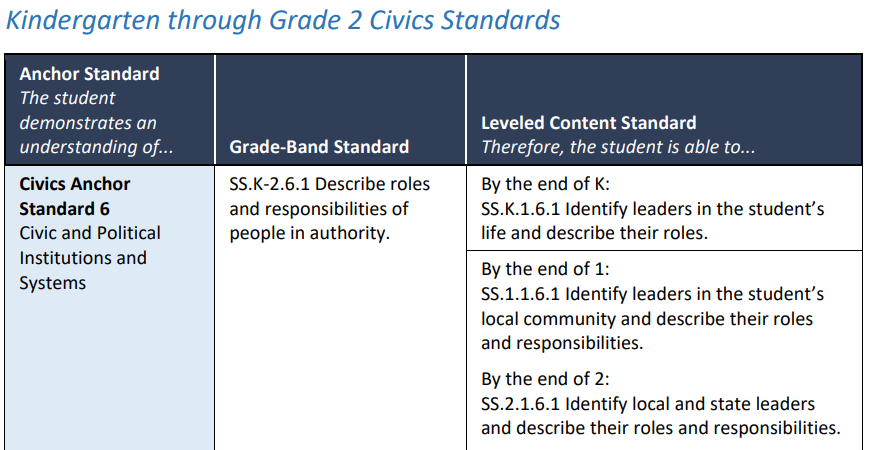 Kindergarten through Grade 2 Civics Standards
Anchor Standard
The student
demonstrates an
understanding of...
Grade-Band Standard
Leveled Content Standard
Therefore, the student is able to...
Civics Anchor
Standard 6
Civic and Political
Institutions and
Systems
SS.K-2.6.1 Describe roles
and responsibilities of
people in authority.
By the end of K:
SS.K.1.6.1 Identify leaders in the student’s
life and describe their roles.
By the end of 1:
SS.1.1.6.1 Identify leaders in the student’s
local community and describe their roles
and responsibilities.
By the end of 2:
SS.2.1.6.1 Identify local and state leaders
and describe their roles and responsibilities.